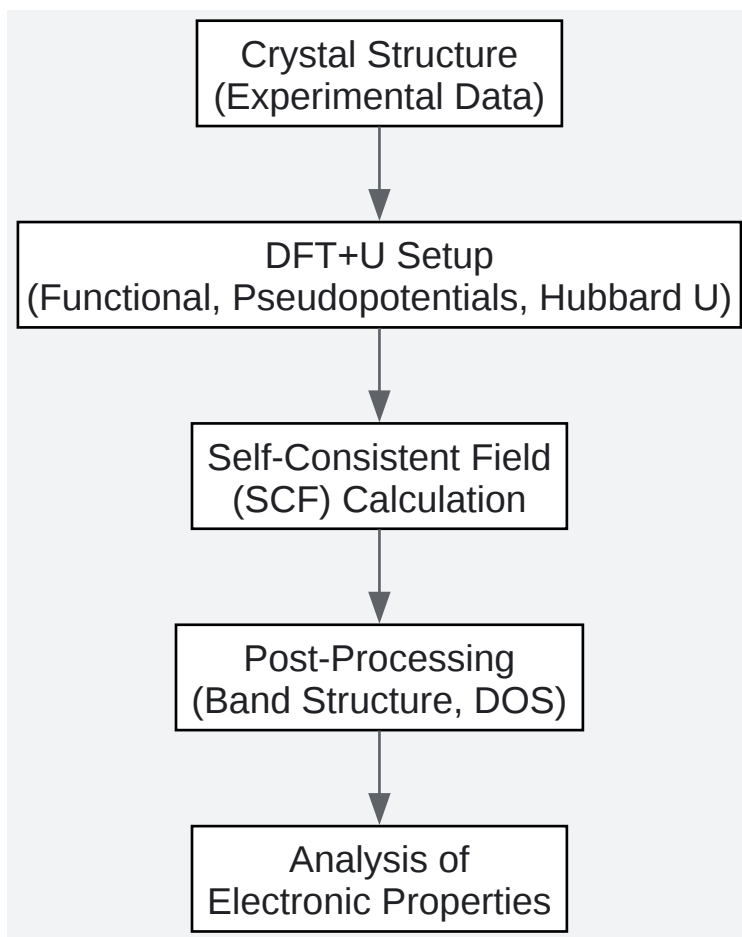 Crystal Structure
(Experimental Data)
DFT+U Setup
(Functional, Pseudopotentials, Hubbard U)
Self-Consistent Field
(SCF) Calculation
Post-Processing
(Band Structure, DOS)
Analysis of
Electronic Properties